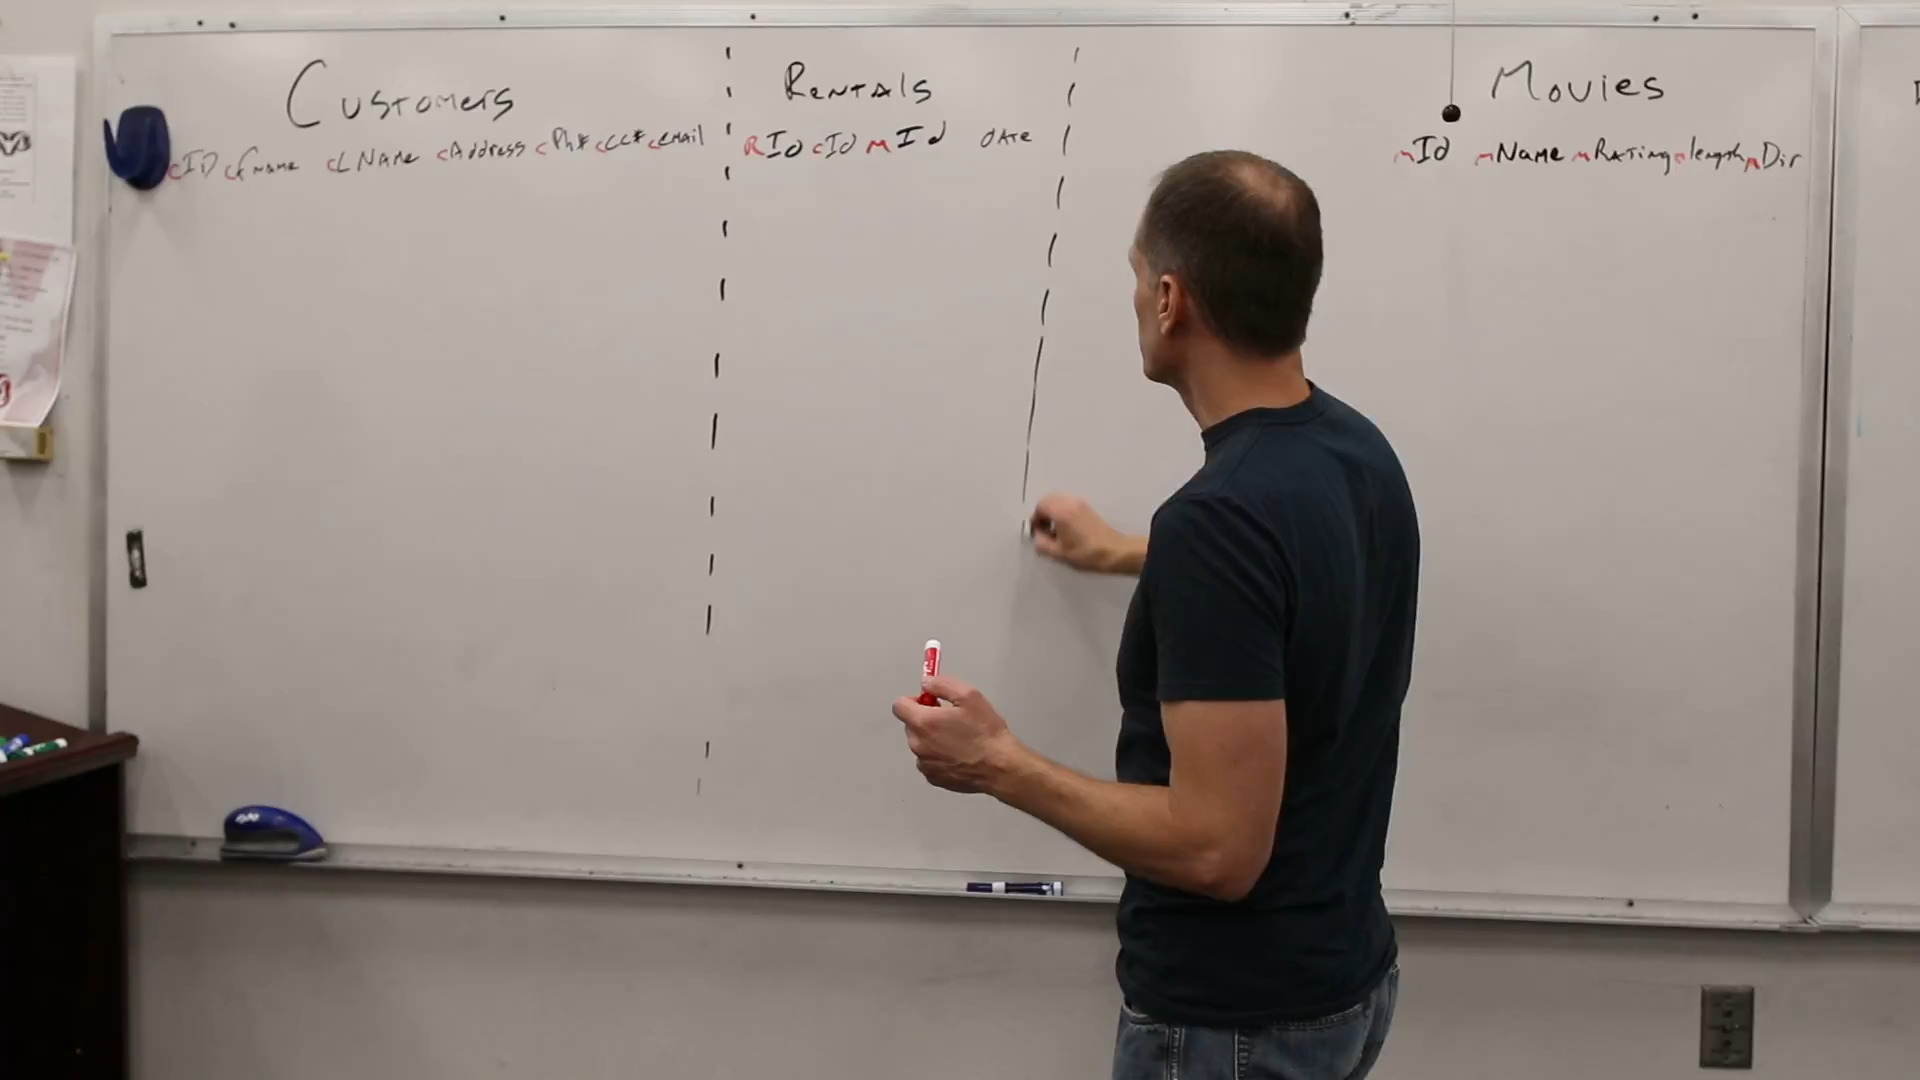 Customers
cID cFname cLName cAddress cPh# cCC# cemail
Rentals
RId cId mId DATE
Movies
mId mName mRating mlength mDir